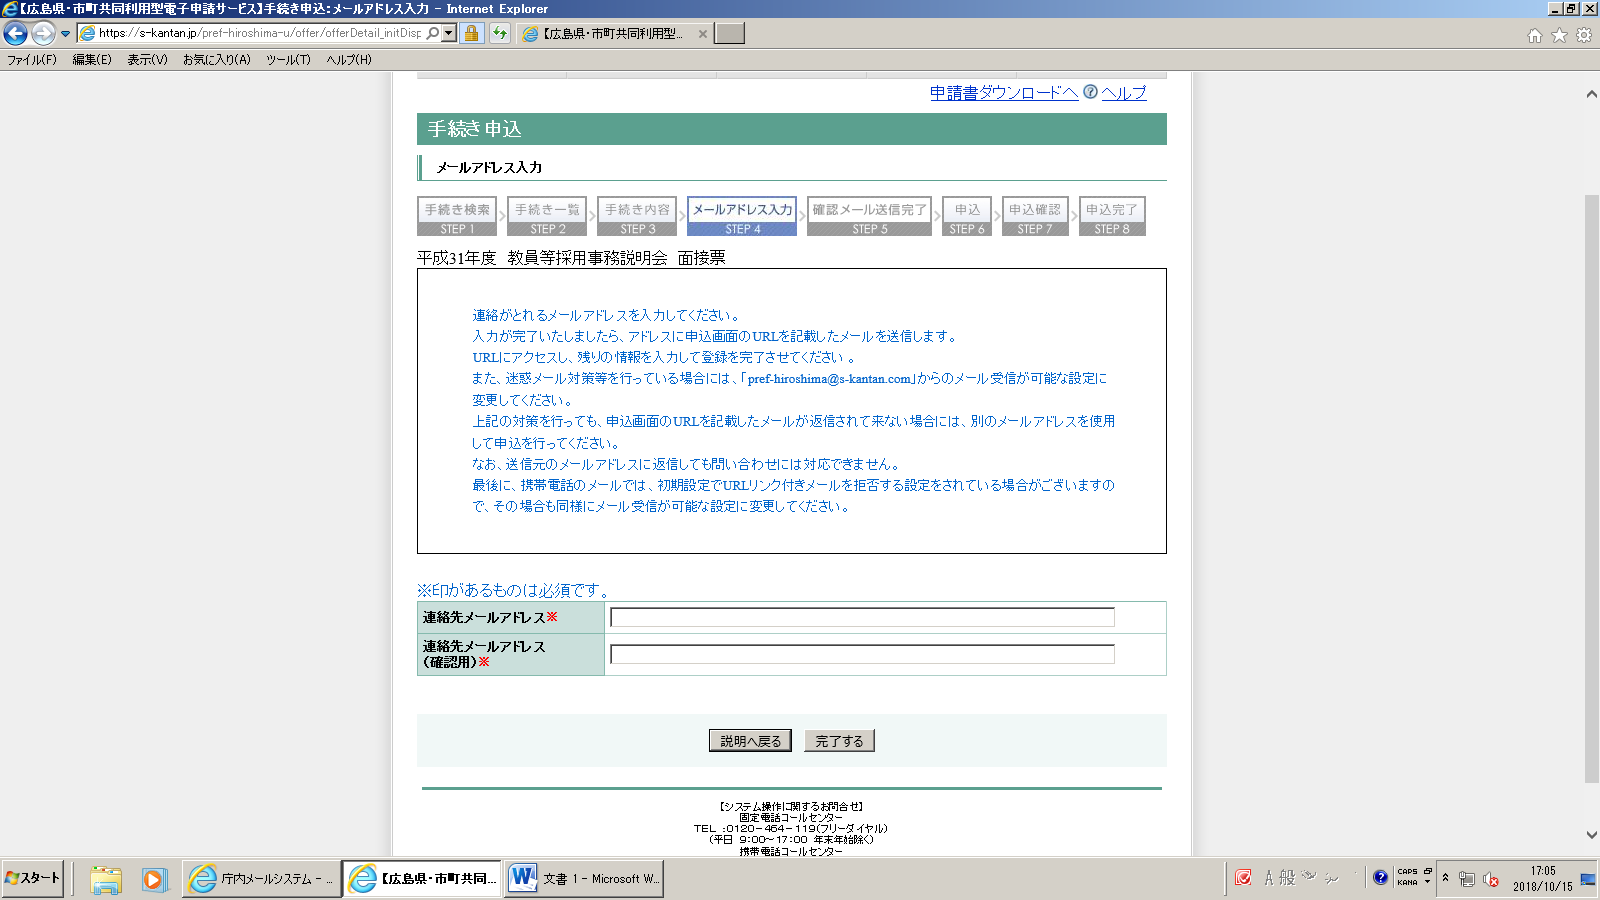 【広島県・市町共同利用型電子申請サービス】手続き申込：メールアドレス入力 - Internet Explorer
https://s-kantan.jp/pref-hiroshima-u/offer/offerDetail_initDisp
【広島県・市町共同利用型...
ファイル(F) 編集(E) 表示(V) お気に入り(A) ツール(T) ヘルプ(H)
申請書ダウンロードへ ヘルプ
手続き申込
メールアドレス入力
手続き検索 手続き一覧 手続き内容 メールアドレス入力 確認メール送信完了 申込 申込確認 申込完了
STEP 1 STEP 2 STEP 3 STEP 4 STEP 5 STEP 6 STEP 7 STEP 8
平成31年度　教員等採用事務説明会　面接票
連絡がとれるメールアドレスを入力してください。
入力が完了いたしましたら、アドレスに申込画面のURLを記載したメールを送信します。
URLにアクセスし、残りの情報を入力して登録を完了させてください 。
また、迷惑メール対策等を行っている場合には、「pref-hiroshima@s-kantan.com」からのメール受信が可能な設定に
変更してください。
上記の対策を行っても、申込画面のURLを記載したメールが返信されて来ない場合には、別のメールアドレスを使用
して申込を行ってください。
なお、送信元のメールアドレスに返信しても問い合わせには対応できません。
最後に、携帯電話のメールでは、初期設定でURLリンク付きメールを拒否する設定をされている場合がございますの
で、その場合も同様にメール受信が可能な設定に変更してください。
※印があるものは必須です。
連絡先メールアドレス※
連絡先メールアドレス
（確認用）※
説明へ戻る 完了する
【システム操作に関するお問合せ】
固定電話コールセンター
TEL :0120-464-119(フリーダイヤル)
(平日 9:00～17:00 年末年始除く)
携帯電話コールセンター
スタート 庁内メールシステム - ... 【広島県・市町共同... 文書 1 - Microsoft W...
A 般 CAPS KANA 17:05
2018/10/15